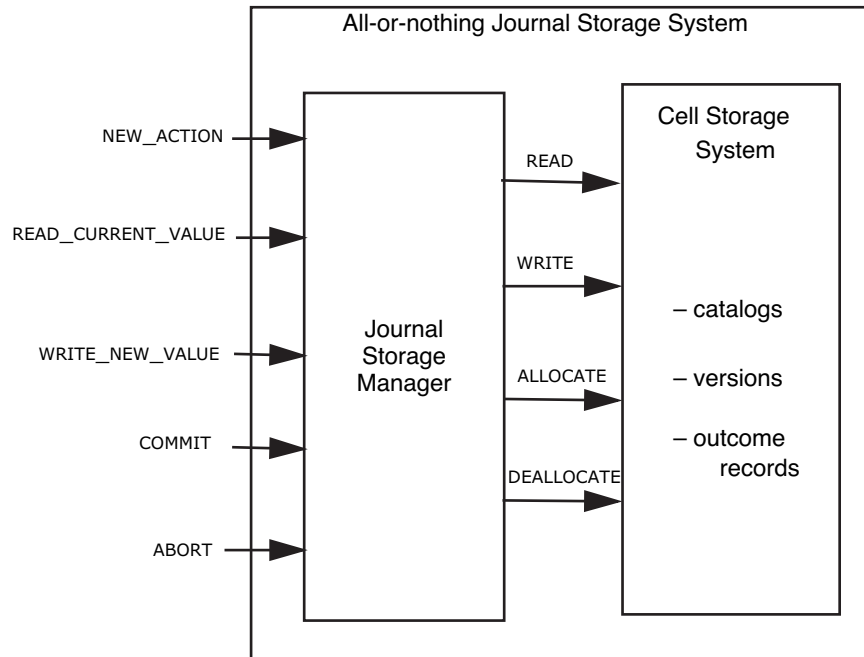 All-or-nothing Journal Storage System
NEW_ACTION
READ_CURRENT_VALUE
WRITE_NEW_VALUE
COMMIT
ABORT
Journal
Storage
Manager
READ
WRITE
ALLOCATE
DEALLOCATE
Cell Storage
System
– catalogs
– versions
– outcome
records